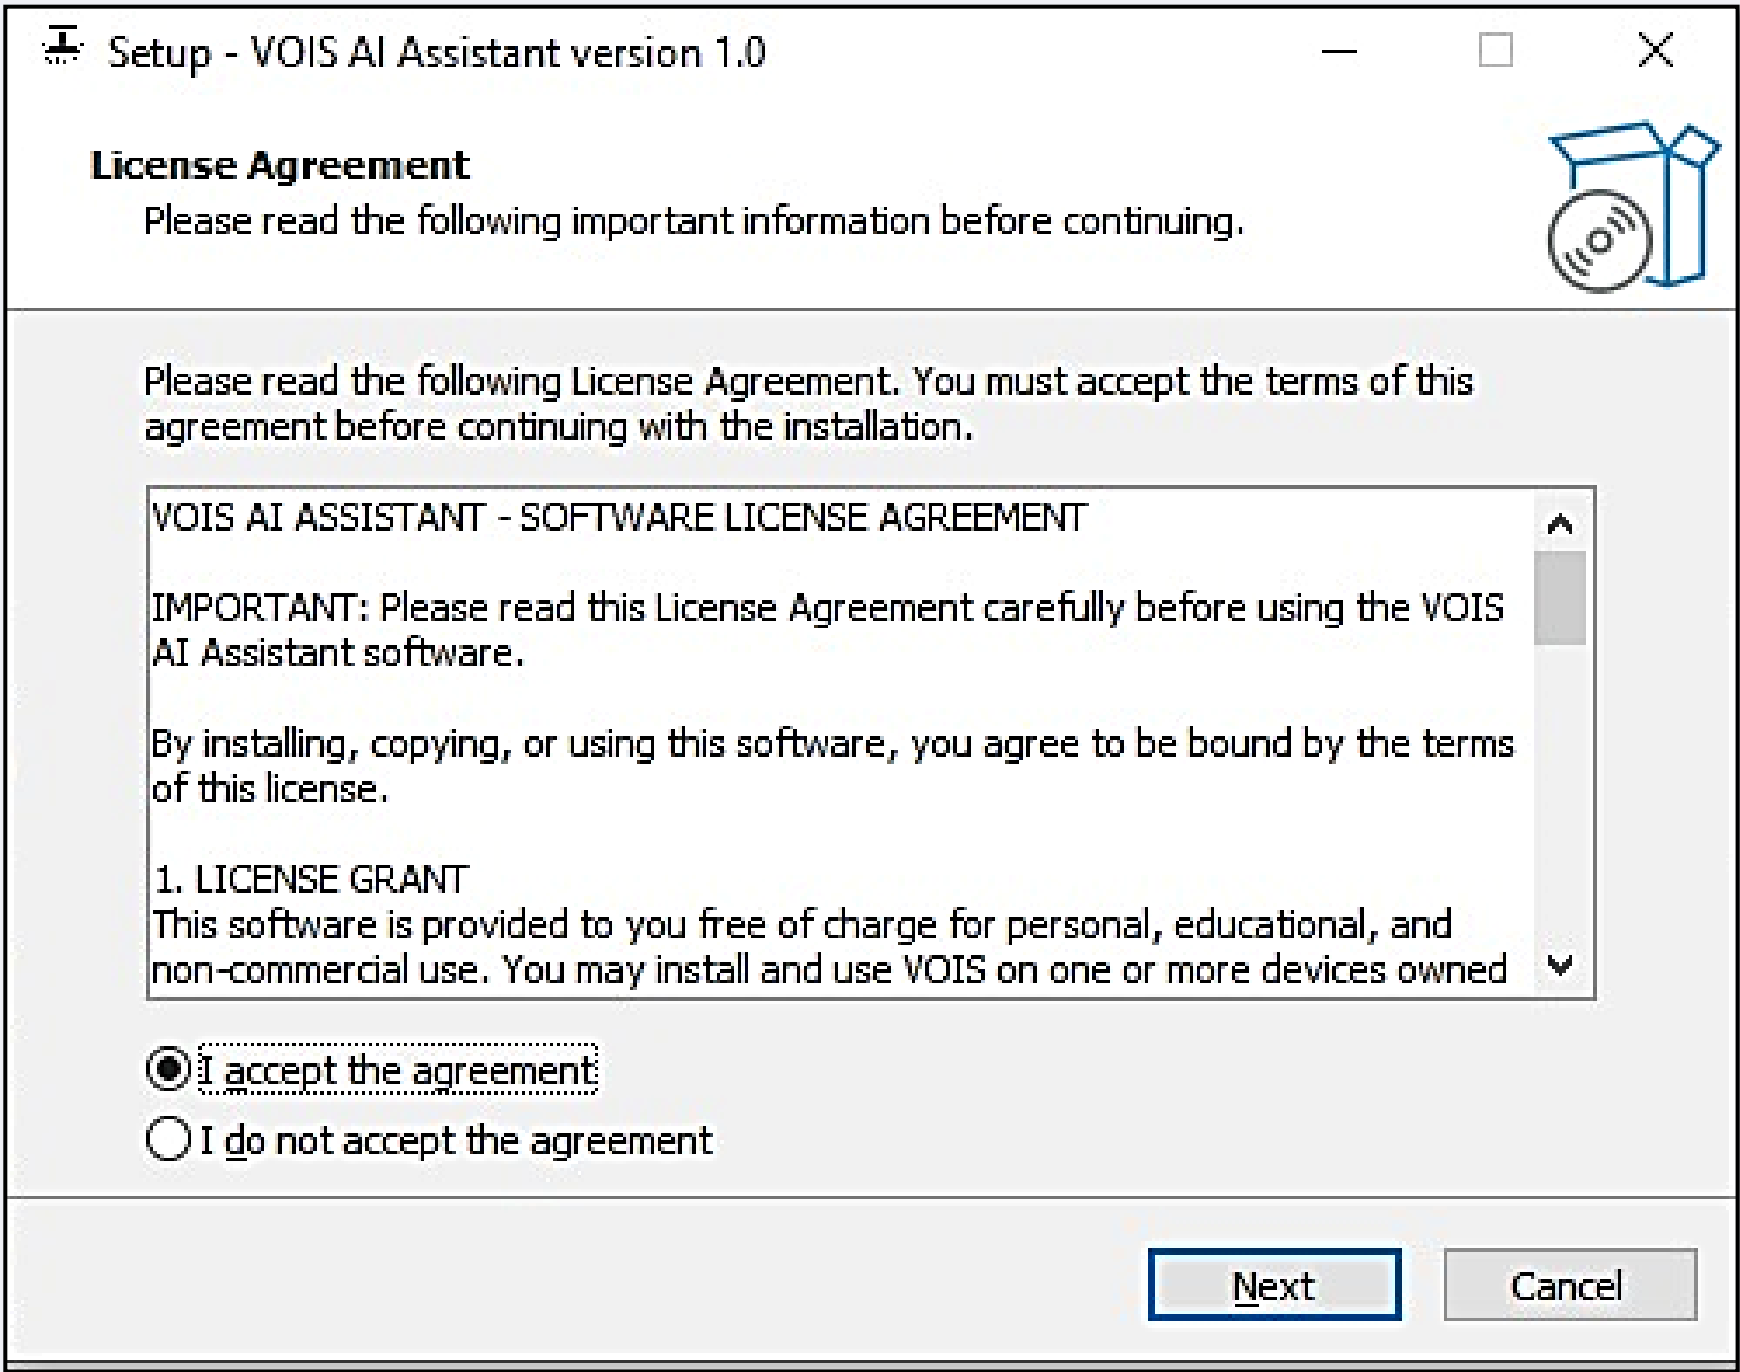 Setup - VOIS AI Assistant version 1.0
License Agreement
Please read the following important information before continuing.
Please read the following License Agreement. You must accept the terms of this
agreement before continuing with the installation.
VOIS AI ASSISTANT - SOFTWARE LICENSE AGREEMENT
IMPORTANT: Please read this License Agreement carefully before using the VOIS
AI Assistant software.
By installing, copying, or using this software, you agree to be bound by the terms
of this license.
1. LICENSE GRANT
This software is provided to you free of charge for personal, educational, and
non-commercial use. You may install and use VOIS on one or more devices owned
I accept the agreement
I do not accept the agreement
Next
Cancel